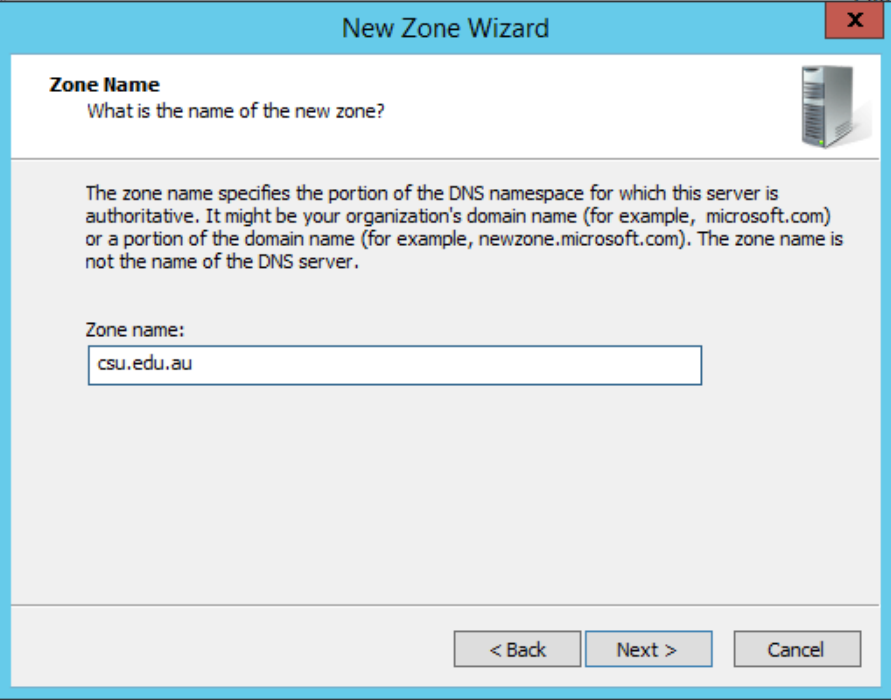 New Zone Wizard
x
Zone Name
What is the name of the new zone?
The zone name specifies the portion of the DNS namespace for which this server is
authoritative. It might be your organization's domain name (for example, microsoft.com)
or a portion of the domain name (for example, newzone.microsoft.com). The zone name is
not the name of the DNS server.
Zone name:
csu.edu.au
< Back Next > Cancel